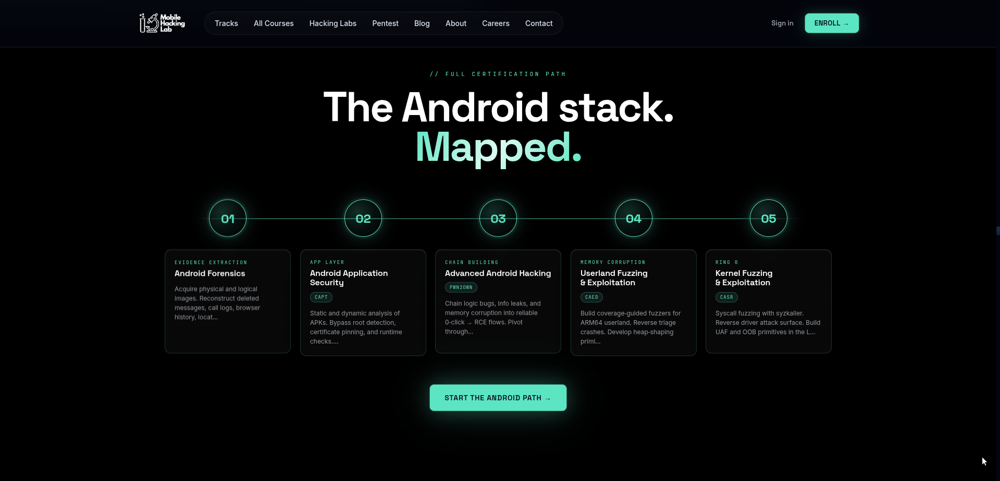 Mobile
Hacking
Lab
Tracks
All Courses
Hacking Labs
Pentest
Blog
About
Careers
Contact
Sign in
ENROLL →
// FULL CERTIFICATION PATH
The Android stack.
Mapped.
01
02
03
04
05
EVIDENCE EXTRACTION
Android Forensics
Acquire physical and logical
images. Reconstruct deleted
messages, call logs, browser
history, locat...
APP LAYER
Android Application
Security
CAPT
Static and dynamic analysis of
APKs. Bypass root detection,
certificate pinning, and runtime
checks....
CHAIN BUILDING
Advanced Android Hacking
PWN2OWN
Chain logic bugs, info leaks, and
memory corruption into reliable
0-click → RCE flows. Pivot
through...
MEMORY CORRUPTION
Userland Fuzzing
& Exploitation
CAED
Build coverage-guided fuzzers for
ARM64 userland. Reverse triage
crashes. Develop heap-shaping
primi...
RING 0
Kernel Fuzzing
& Exploitation
CASR
Syscall fuzzing with syzkaller.
Reverse driver attack surface. Build
UAF and OOB primitives in the L...
START THE ANDROID PATH →